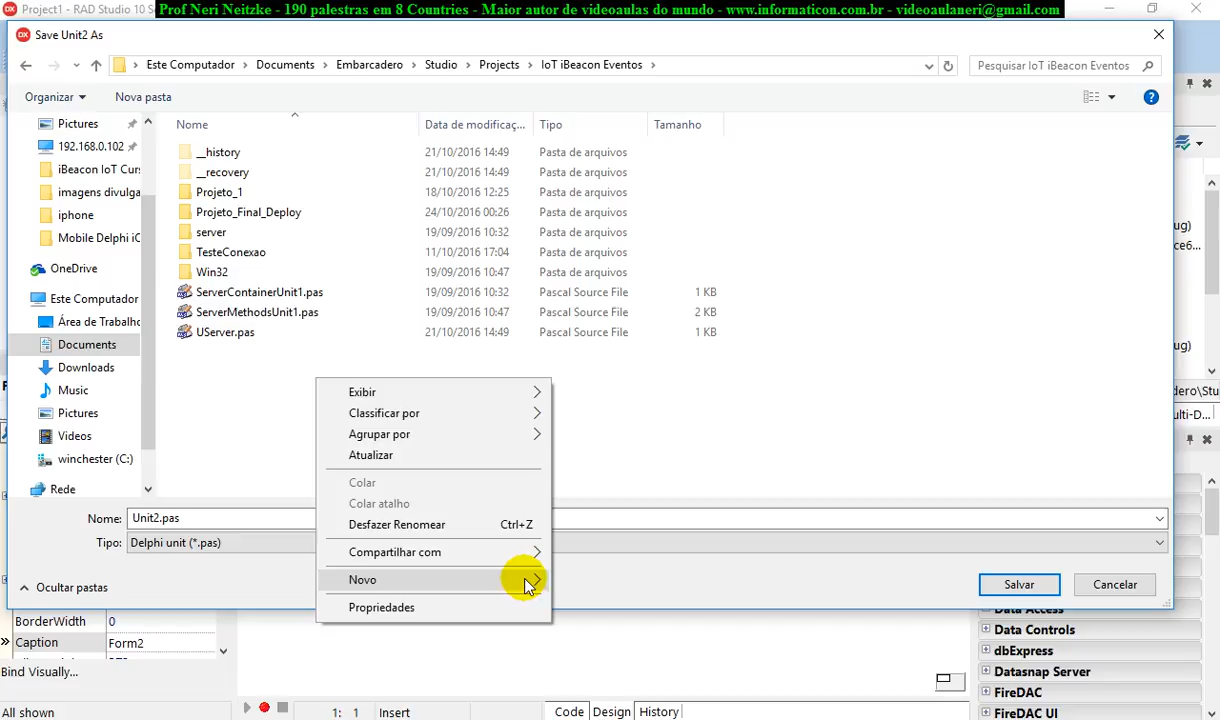 Project1 - RAD Studio 10 S
Prof Neri Neitzke - 190 palestras em 8 Countries - Maior autor de videoaulas do mundo - www.informaticon.com.br - videoaulaneri@gmail.com
Save Unit2 As
Este Computador > Documents > Embarcadero > Studio > Projects > IoT iBeacon Eventos >
Pesquisar IoT iBeacon Eventos
Organizar
Nova pasta
Nome
Data de modificaç...
Tipo
Tamanho
Pictures
192.168.0.102
iBeacon IoT Curs
imagens divulga
iphone
Mobile Delphi iC
OneDrive
Este Computador
Área de Trabalho
Documents
Downloads
Music
Pictures
Videos
winchester (C:)
Rede
__history 21/10/2016 14:49 Pasta de arquivos
__recovery 21/10/2016 14:49 Pasta de arquivos
Projeto_1 18/10/2016 12:25 Pasta de arquivos
Projeto_Final_Deploy 24/10/2016 00:26 Pasta de arquivos
server 19/09/2016 10:32 Pasta de arquivos
TesteConexao 11/10/2016 17:04 Pasta de arquivos
Win32 19/09/2016 10:47 Pasta de arquivos
ServerContainerUnit1.pas 19/09/2016 10:32 Pascal Source File 1 KB
ServerMethodsUnit1.pas 19/09/2016 10:47 Pascal Source File 2 KB
UServer.pas 21/10/2016 14:49 Pascal Source File 1 KB
Exibir
Classificar por
Agrupar por
Atualizar
Colar
Colar atalho
Desfazer Renomear Ctrl+Z
Compartilhar com
Novo
Propriedades
Nome: Unit2.pas
Tipo: Delphi unit (*.pas)
Ocultar pastas
Salvar
Cancelar
BorderWidth 0
Caption Form2
Bind Visually...
All shown
1: 1
Insert
Code
Design
History
Data Access
Data Controls
dbExpress
Datasnap Server
FireDAC
FireDAC UI